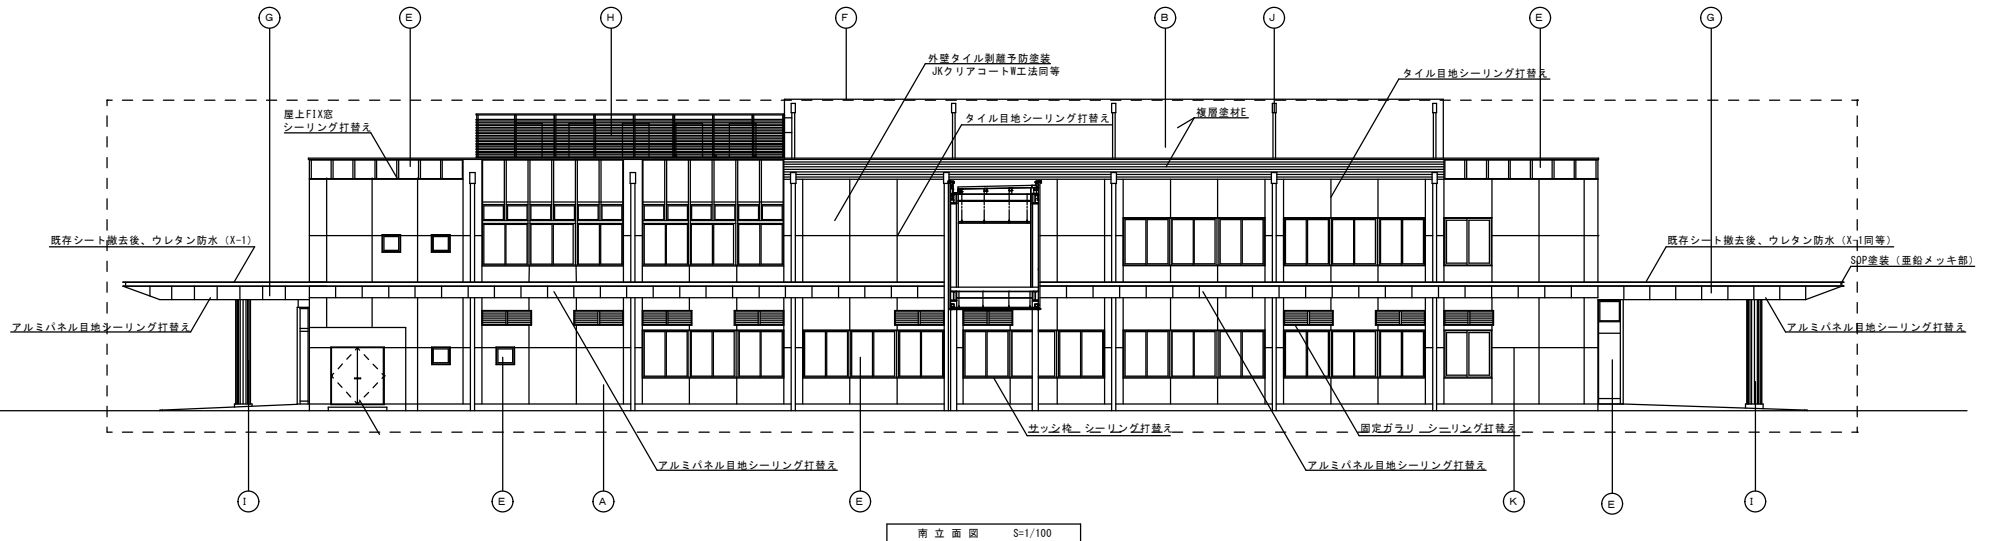 G E H F B J E G
外壁タイル剥離予防塗装
JKクリアコートW工法同等
タイル目地シーリング打替え
屋上FIX窓
シーリング打替え
タイル目地シーリング打替え
複層塗材E
既存シート撤去後、ウレタン防水（X-1）
既存シート撤去後、ウレタン防水（X-1同等）
SOP塗装（亜鉛メッキ部）
アルミパネル目地シーリング打替え
アルミパネル目地シーリング打替え
サッシ枠 シーリング打替え
固定ガラリ シーリング打替え
アルミパネル目地シーリング打替え
アルミパネル目地シーリング打替え
I E A E K E I
南立面図 S=1/100